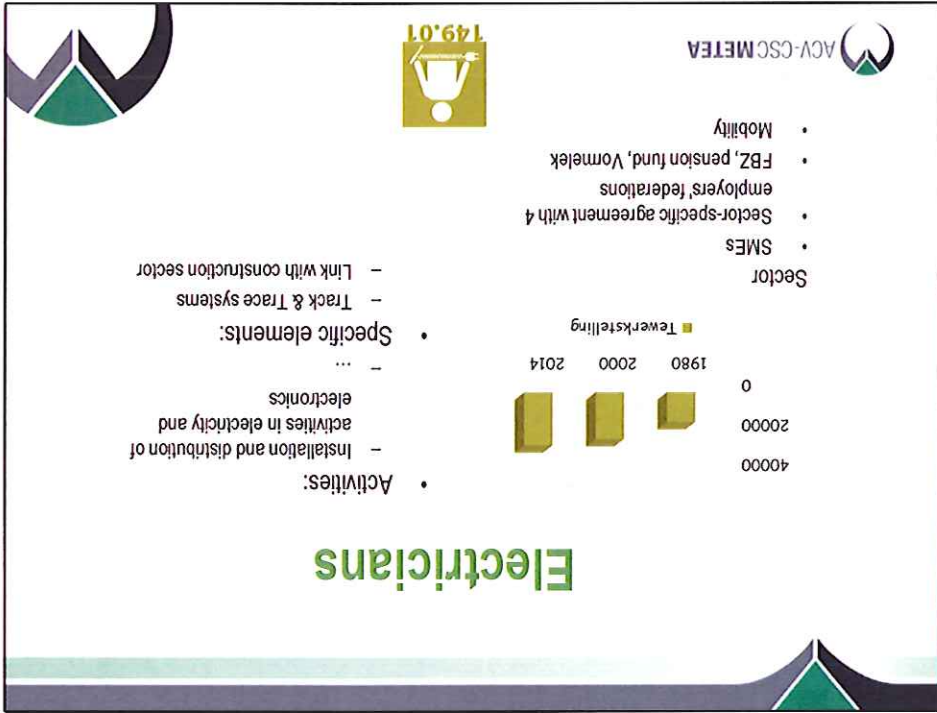 Electricians
40000
20000
0
1980 2000 2014
Tewerkstelling
Sector
• SMEs
• Sector-specific agreement with 4
employers' federations
• FBZ, pension fund, Vormelek
• Mobility
• Activities:
– Installation and distribution of
activities in electricity and
electronics
– ...
• Specific elements:
– Track & Trace systems
– Link with construction sector
ACV-CSC METEA
149.01